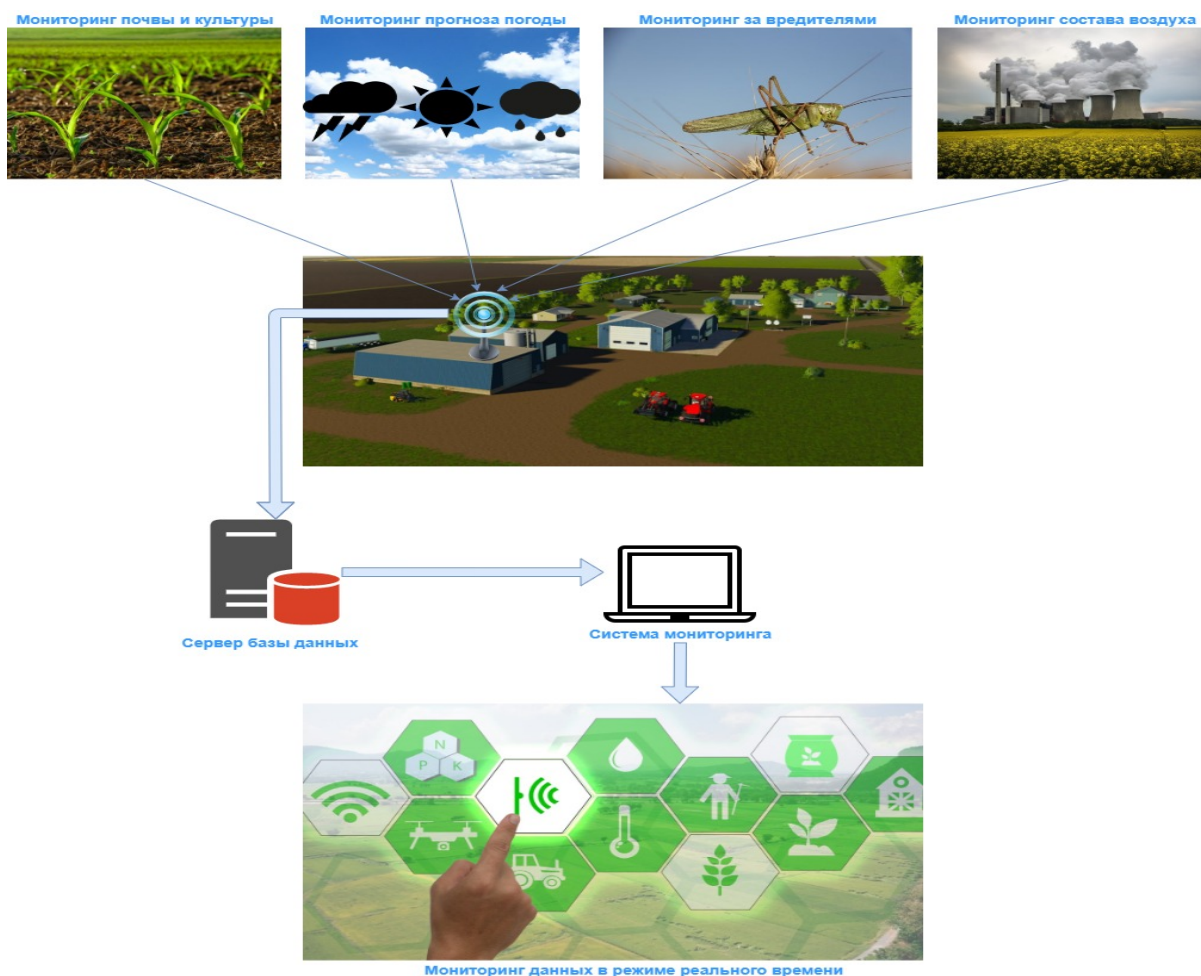 Мониторинг почвы и культуры
Мониторинг прогноза погоды
Мониторинг за вредителями
Мониторинг состава воздуха
Сервер базы данных
Система мониторинга
N
P K
Мониторинг данных в режиме реального времени